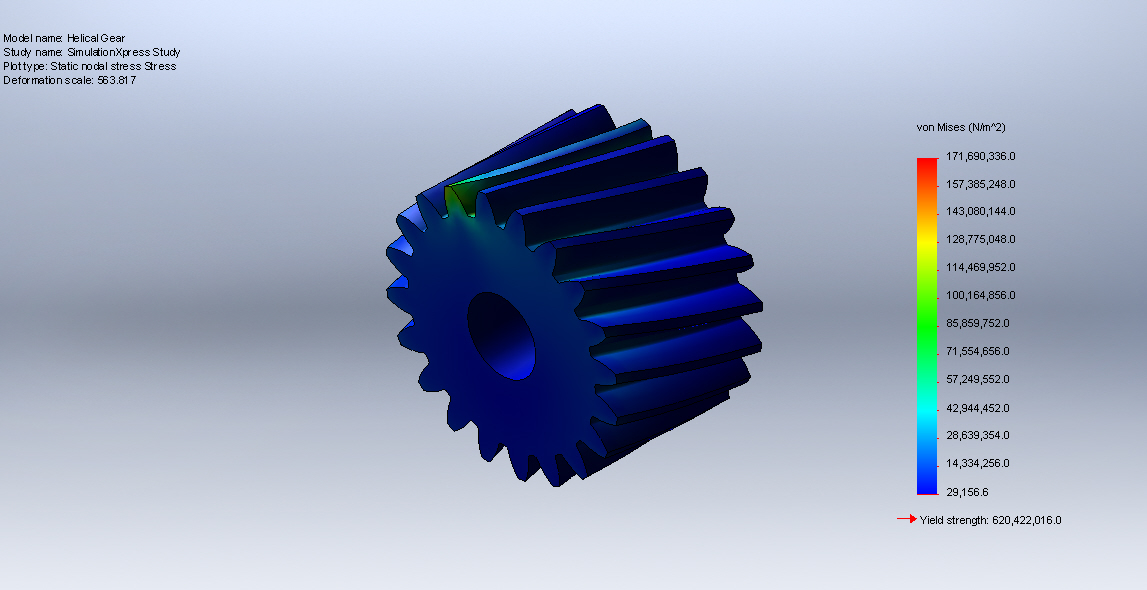 Model name: Helical Gear
Study name: SimulationXpress Study
Plot type: Static nodal stress Stress
Deformation scale: 563.817
von Mises (N/m^2)
171,690,336.0
157,385,248.0
143,080,144.0
128,775,048.0
114,469,952.0
100,164,856.0
85,859,752.0
71,554,656.0
57,249,552.0
42,944,452.0
28,639,354.0
14,334,256.0
29,156.6
Yield strength: 620,422,016.0